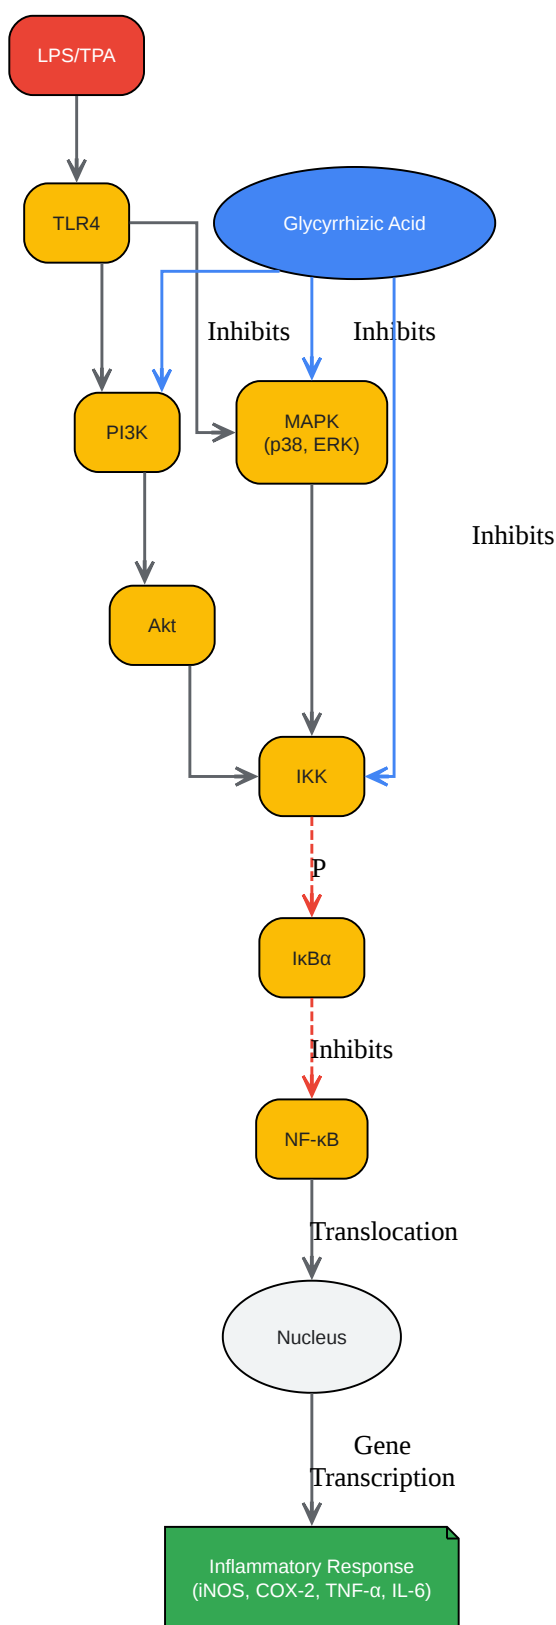 LPS/TPA
TLR4
Glycyrrhizic Acid
Inhibits
Inhibits
PI3K
MAPK
(p38, ERK)
Inhibits
Akt
IKK
P
IκBα
Inhibits
NF-κB
Translocation
Nucleus
Gene
Transcription
Inflammatory Response
(iNOS, COX-2, TNF-α, IL-6)